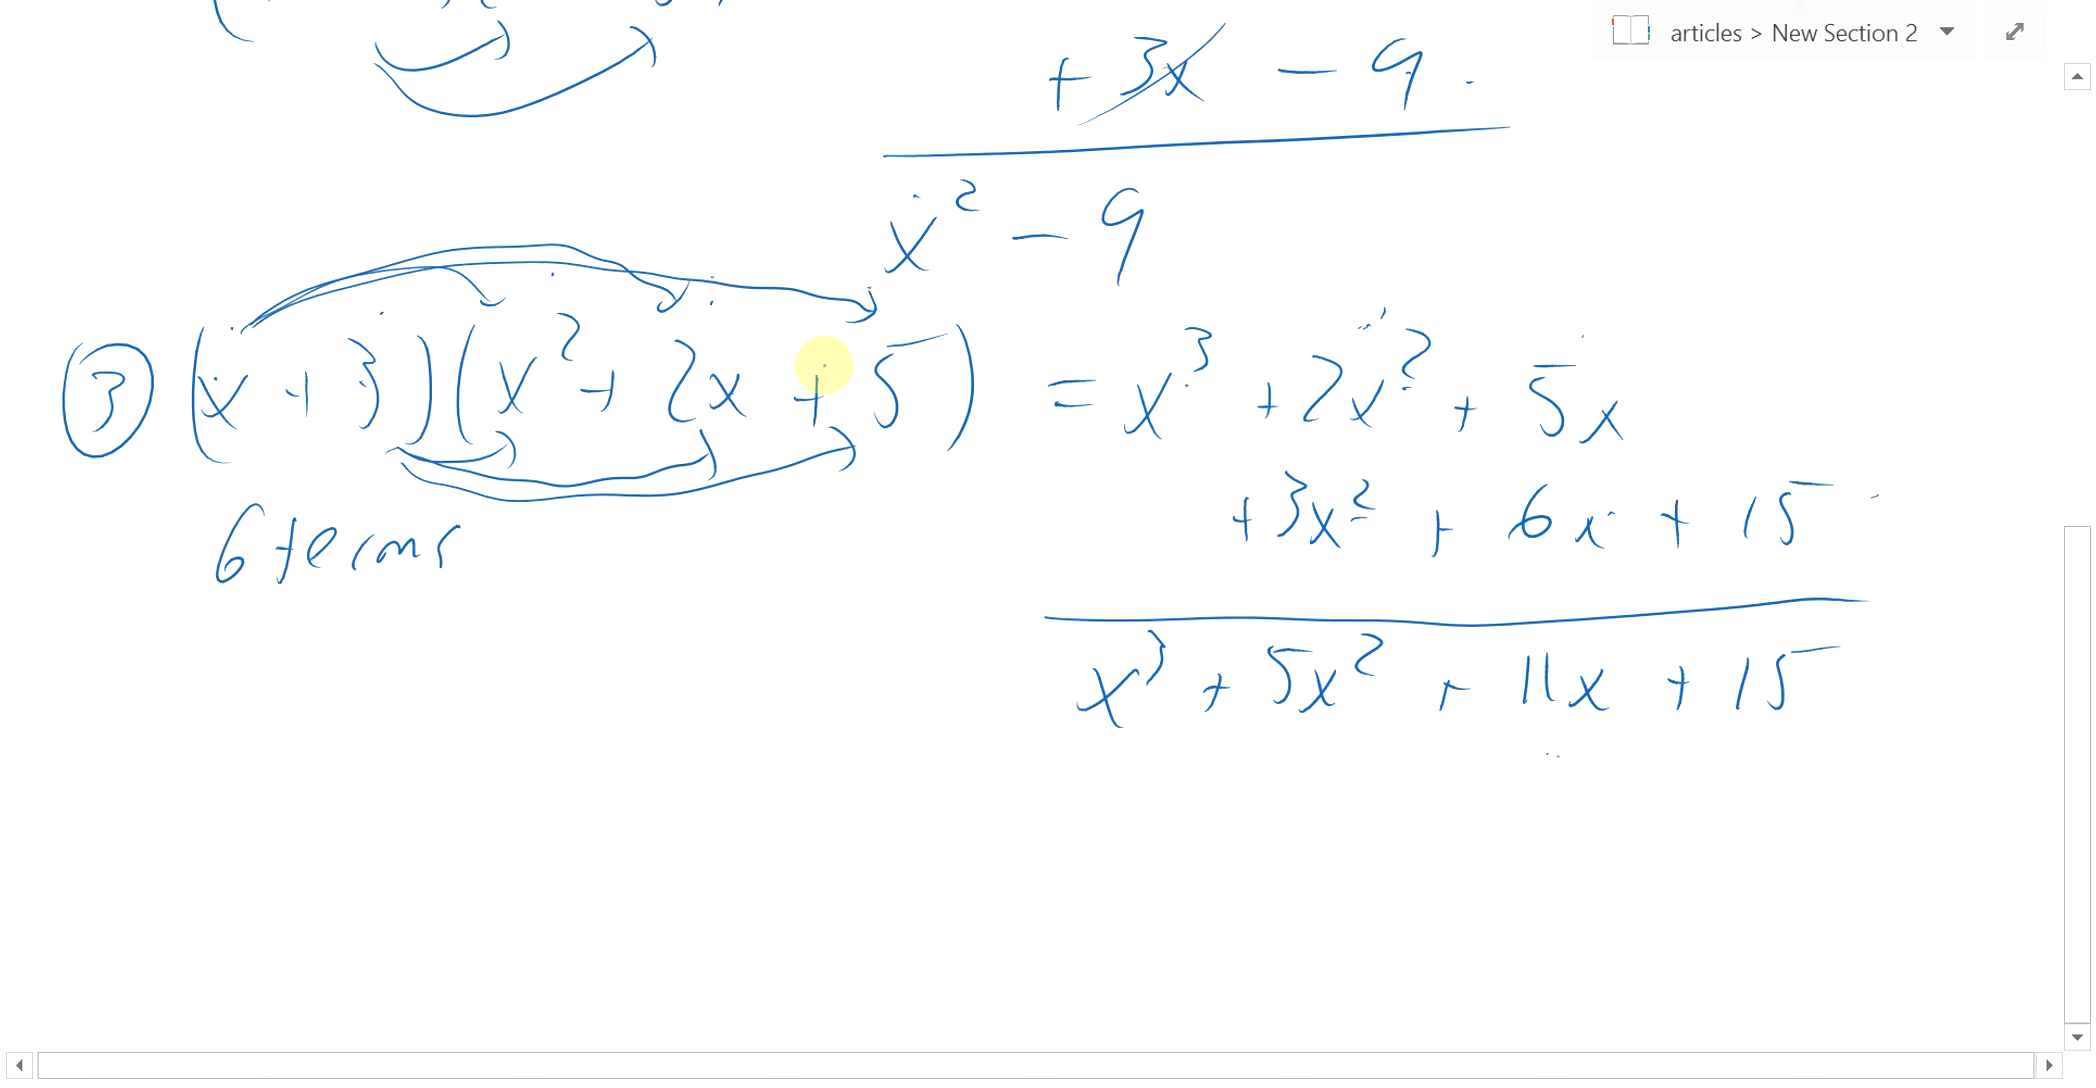 articles > New Section 2
+ 3x − 9
x² − 9
③ (x + 3)(x² + 2x + 5) = x³ + 2x² + 5x
+ 3x² + 6x + 15
6 terms
x³ + 5x² + 11x + 15